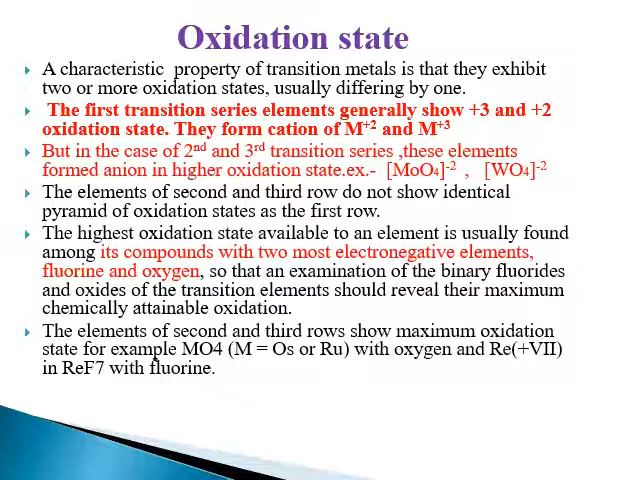 Oxidation state
A characteristic property of transition metals is that they exhibit
two or more oxidation states, usually differing by one.
The first transition series elements generally show +3 and +2
oxidation state. They form cation of M⁺² and M⁺³
But in the case of 2ⁿᵈ and 3ʳᵈ transition series ,these elements
formed anion in higher oxidation state.ex.- [MoO₄]⁻² , [WO₄]⁻²
The elements of second and third row do not show identical
pyramid of oxidation states as the first row.
The highest oxidation state available to an element is usually found
among its compounds with two most electronegative elements,
fluorine and oxygen, so that an examination of the binary fluorides
and oxides of the transition elements should reveal their maximum
chemically attainable oxidation.
The elements of second and third rows show maximum oxidation
state for example MO4 (M = Os or Ru) with oxygen and Re(+VII)
in ReF7 with fluorine.